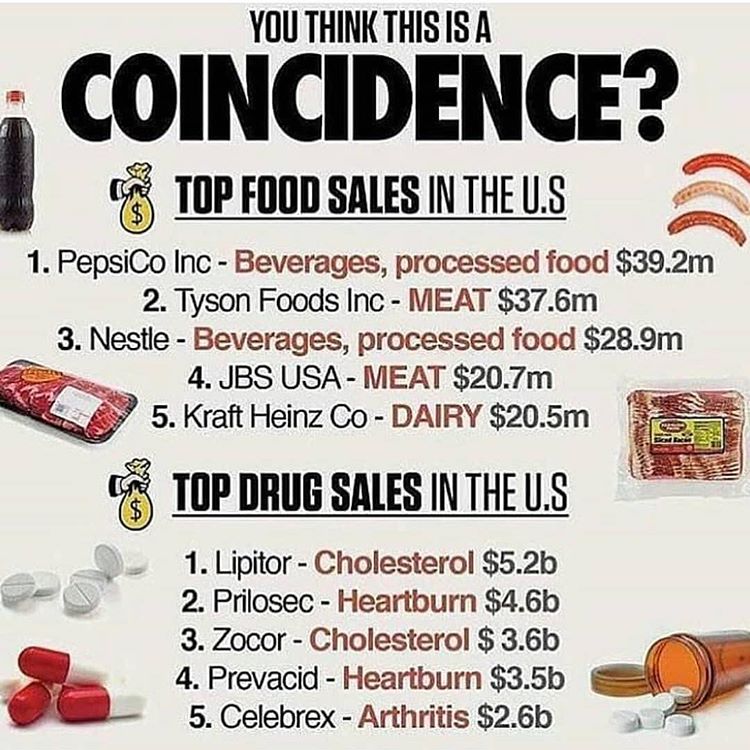 YOU THINK THIS IS A
COINCIDENCE?
TOP FOOD SALES IN THE U.S
1. PepsiCo Inc - Beverages, processed food $39.2m
2. Tyson Foods Inc - MEAT $37.6m
3. Nestle - Beverages, processed food $28.9m
4. JBS USA - MEAT $20.7m
5. Kraft Heinz Co - DAIRY $20.5m
TOP DRUG SALES IN THE U.S
1. Lipitor - Cholesterol $5.2b
2. Prilosec - Heartburn $4.6b
3. Zocor - Cholesterol $ 3.6b
4. Prevacid - Heartburn $3.5b
5. Celebrex - Arthritis $2.6b